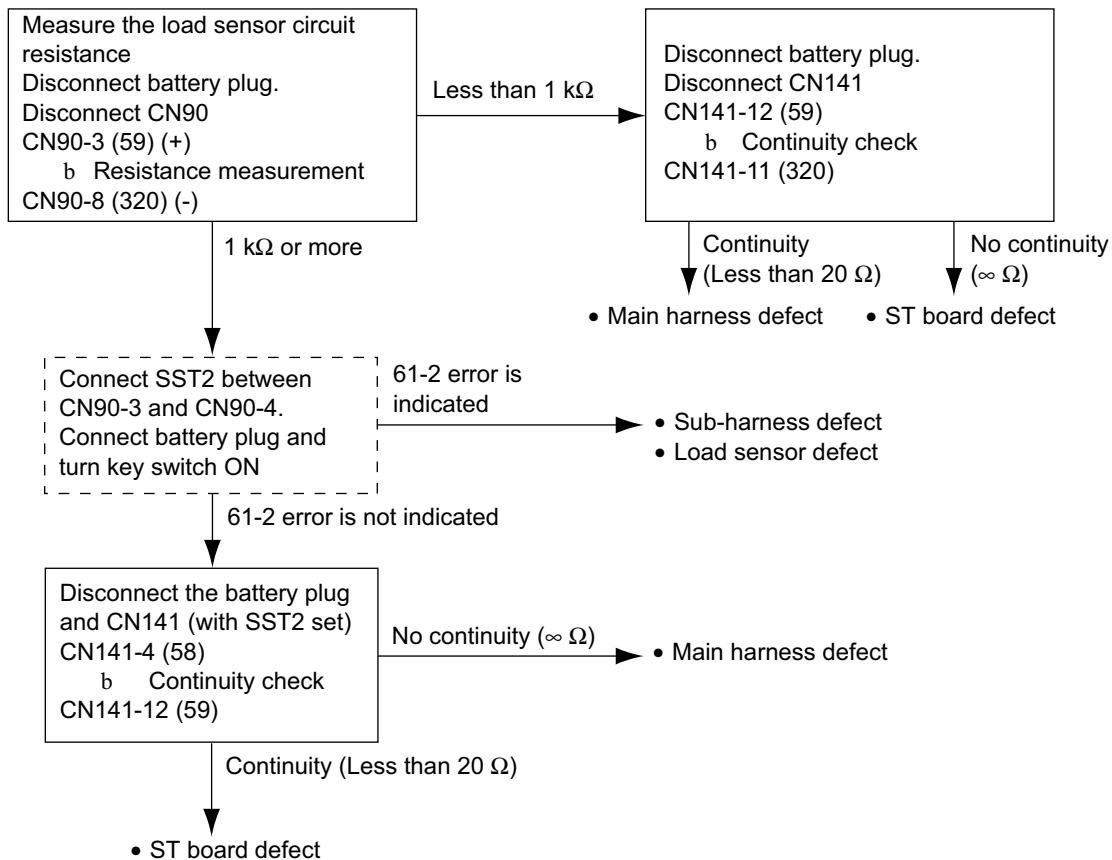 Measure the load sensor circuit
resistance
Disconnect battery plug.
Disconnect CN90
CN90-3 (59) (+)
b Resistance measurement
CN90-8 (320) (-)
Less than 1 kΩ
Disconnect battery plug.
Disconnect CN141
CN141-12 (59)
b Continuity check
CN141-11 (320)
1 kΩ or more
Continuity
(Less than 20 Ω)
No continuity
(∞ Ω)
• Main harness defect
• ST board defect
Connect SST2 between
CN90-3 and CN90-4.
Connect battery plug and
turn key switch ON
61-2 error is
indicated
• Sub-harness defect
• Load sensor defect
61-2 error is not indicated
Disconnect the battery plug
and CN141 (with SST2 set)
CN141-4 (58)
b Continuity check
CN141-12 (59)
No continuity (∞ Ω)
• Main harness defect
Continuity (Less than 20 Ω)
• ST board defect